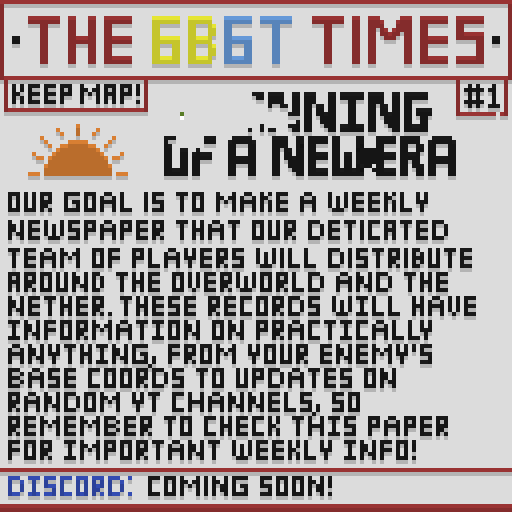 THE 6B6T TIMES
KEEP MAP!
#1
OF A NEW ERA
OUR GOAL IS TO MAKE A WEEKLY
NEWSPAPER THAT OUR DETICATED
TEAM OF PLAYERS WILL DISTRIBUTE
AROUND THE OVERWORLD AND THE
NETHER. THESE RECORDS WILL HAVE
INFORMATION ON PRACTICALLY
ANYTHING, FROM YOUR ENEMY'S
BASE COORDS TO UPDATES ON
RANDOM YT CHANNELS, SO
REMEMBER TO CHECK THIS PAPER
FOR IMPORTANT WEEKLY INFO!
DISCORD: COMING SOON!